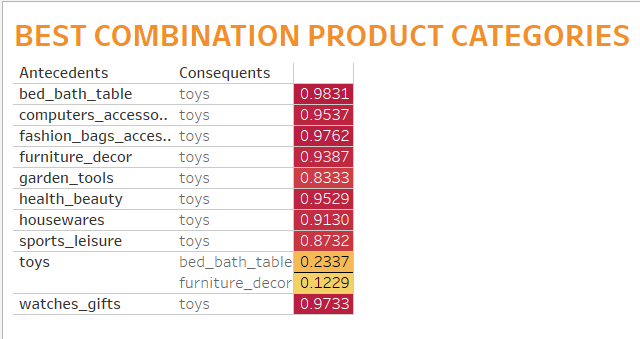 BEST COMBINATION PRODUCT CATEGORIES
Antecedents Consequents
bed_bath_table toys 0.9831
computers_accesso.. toys 0.9537
fashion_bags_acces.. toys 0.9762
furniture_decor toys 0.9387
garden_tools toys 0.8333
health_beauty toys 0.9529
housewares toys 0.9130
sports_leisure toys 0.8732
toys bed_bath_table 0.2337
furniture_decor 0.1229
watches_gifts toys 0.9733